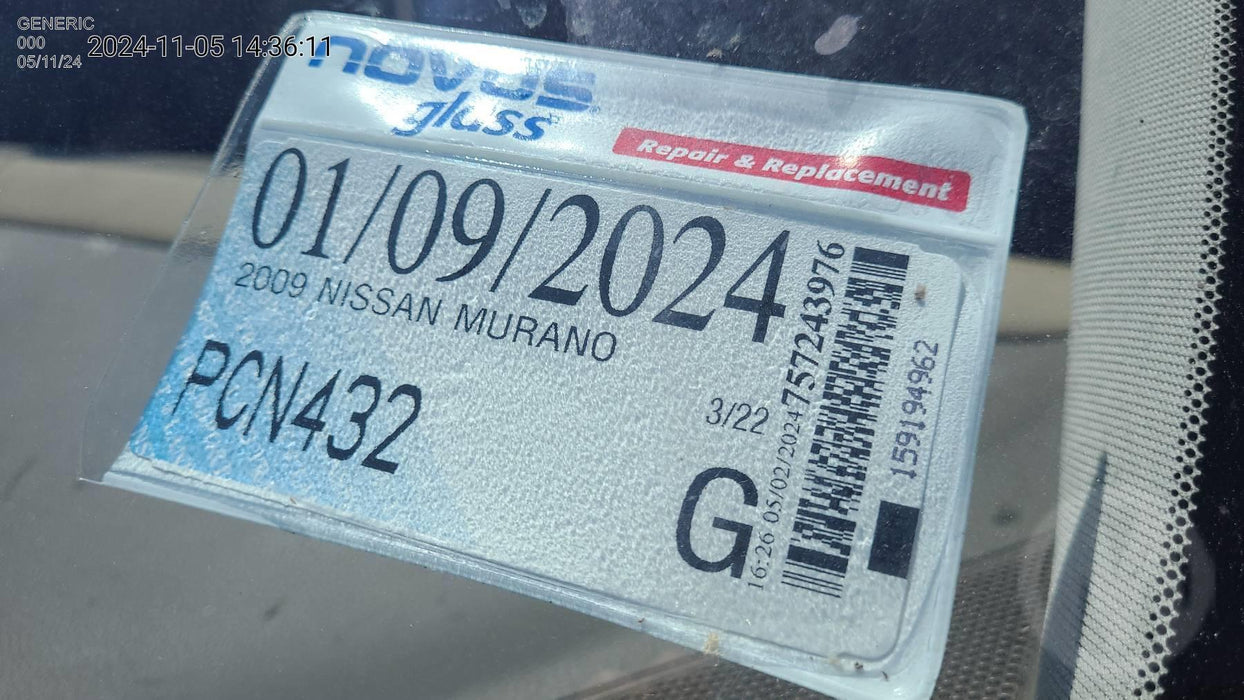 GENERIC
000
05/11/24
2024-11-05 14:36:11
novus
glass
Repair & Replacement
01/09/2024
2009 NISSAN MURANO
PCN432
3/22
G
16:26 05/02/2024 757243976
159194962